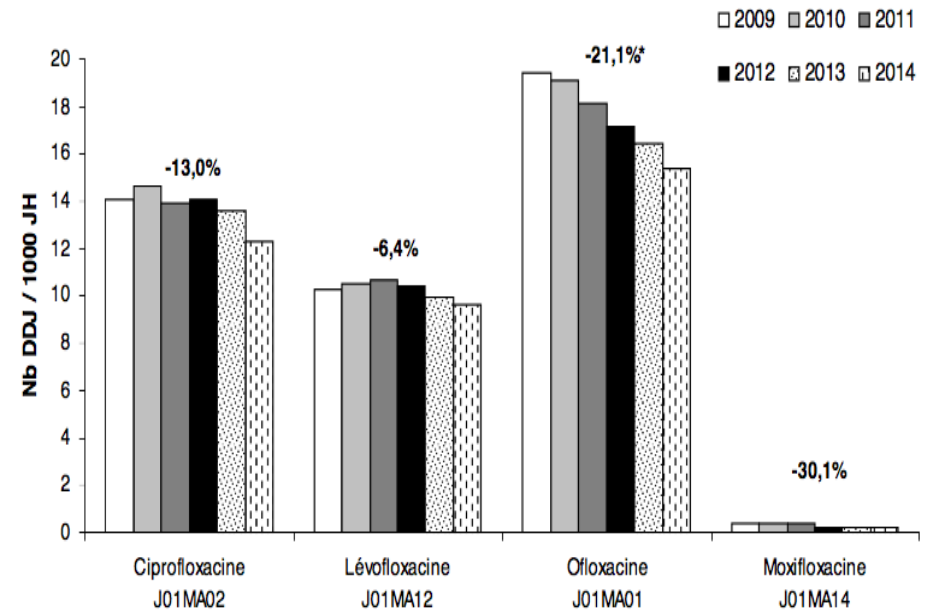 2009 2010 2011
2012 2013 2014
Nb DDJ / 1000 JH
20
18
16
14
12
10
8
6
4
2
0
-13,0%
-6,4%
-21,1%*
-30,1%
Ciprofloxacine
J01MA02
Lévofloxacine
J01MA12
Ofloxacine
J01MA01
Moxifloxacine
J01MA14